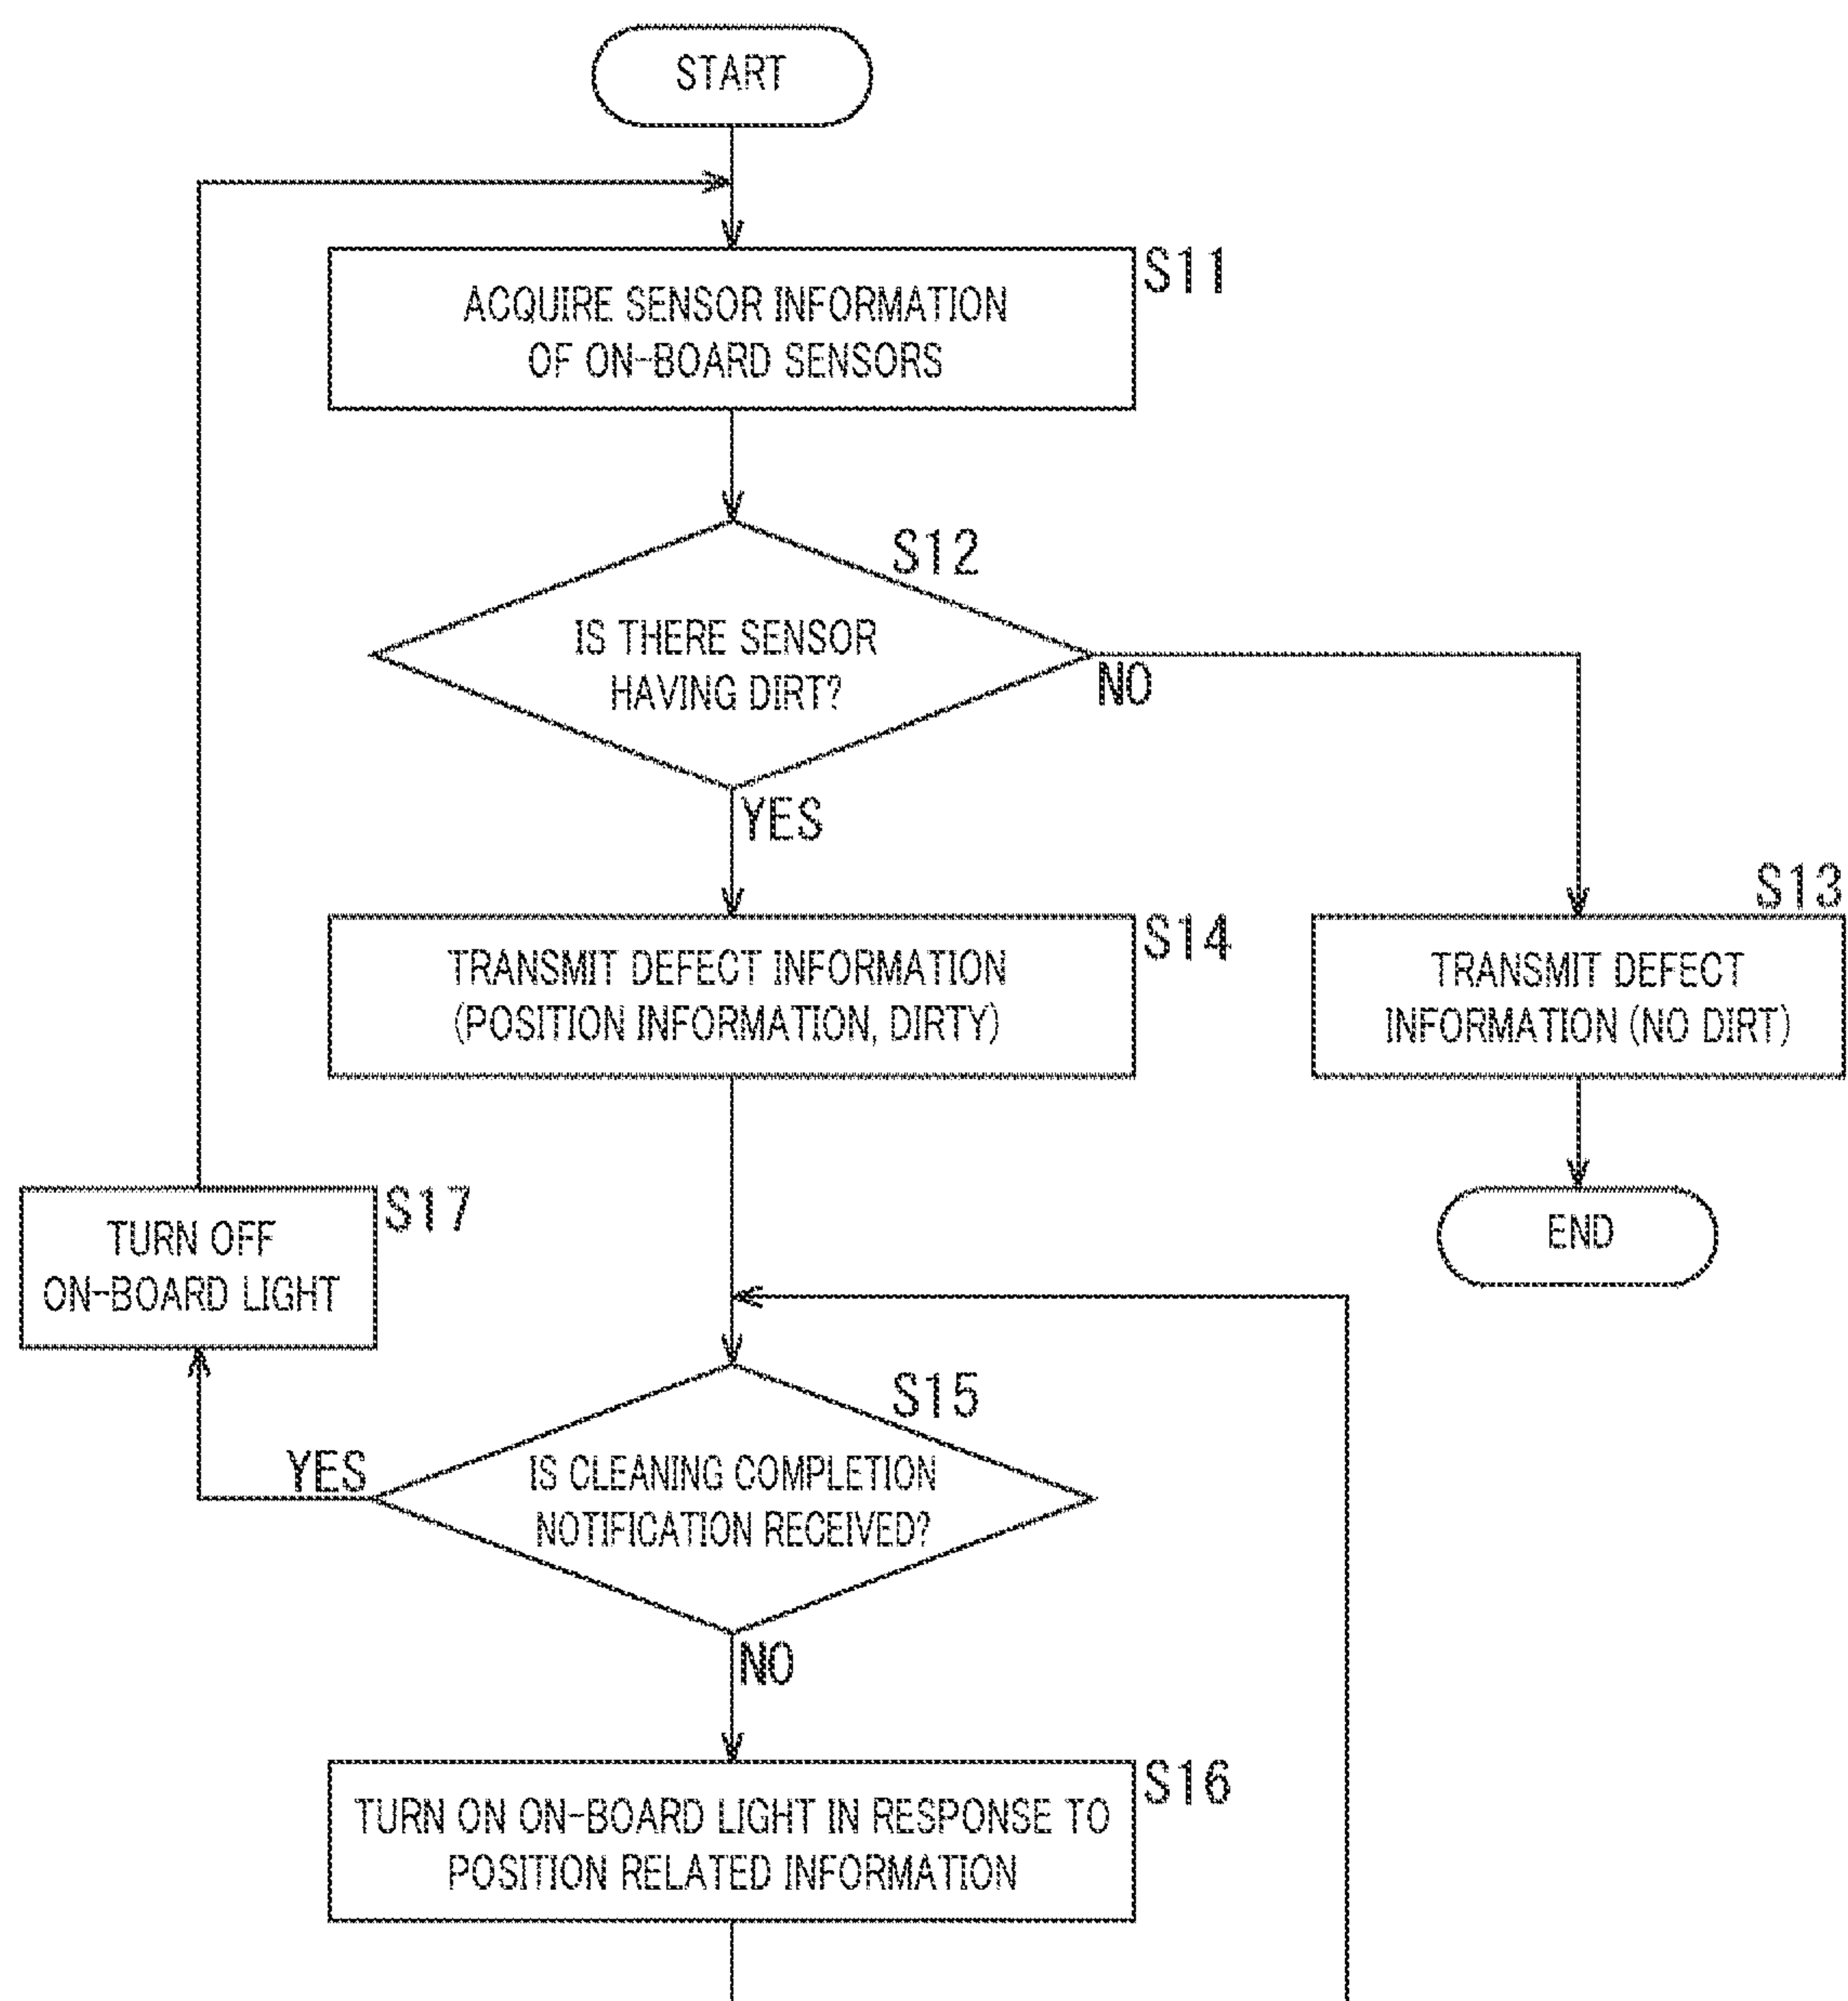 START
S11
ACQUIRE SENSOR INFORMATION
OF ON-BOARD SENSORS
S12
IS THERE SENSOR
HAVING DIRT?
NO
YES
S13
S14
TRANSMIT DEFECT INFORMATION
(POSITION INFORMATION, DIRTY)
TRANSMIT DEFECT
INFORMATION (NO DIRT)
S17
TURN OFF
ON-BOARD LIGHT
END
S15
YES
IS CLEANING COMPLETION
NOTIFICATION RECEIVED?
NO
S16
TURN ON ON-BOARD LIGHT IN RESPONSE TO
POSITION RELATED INFORMATION